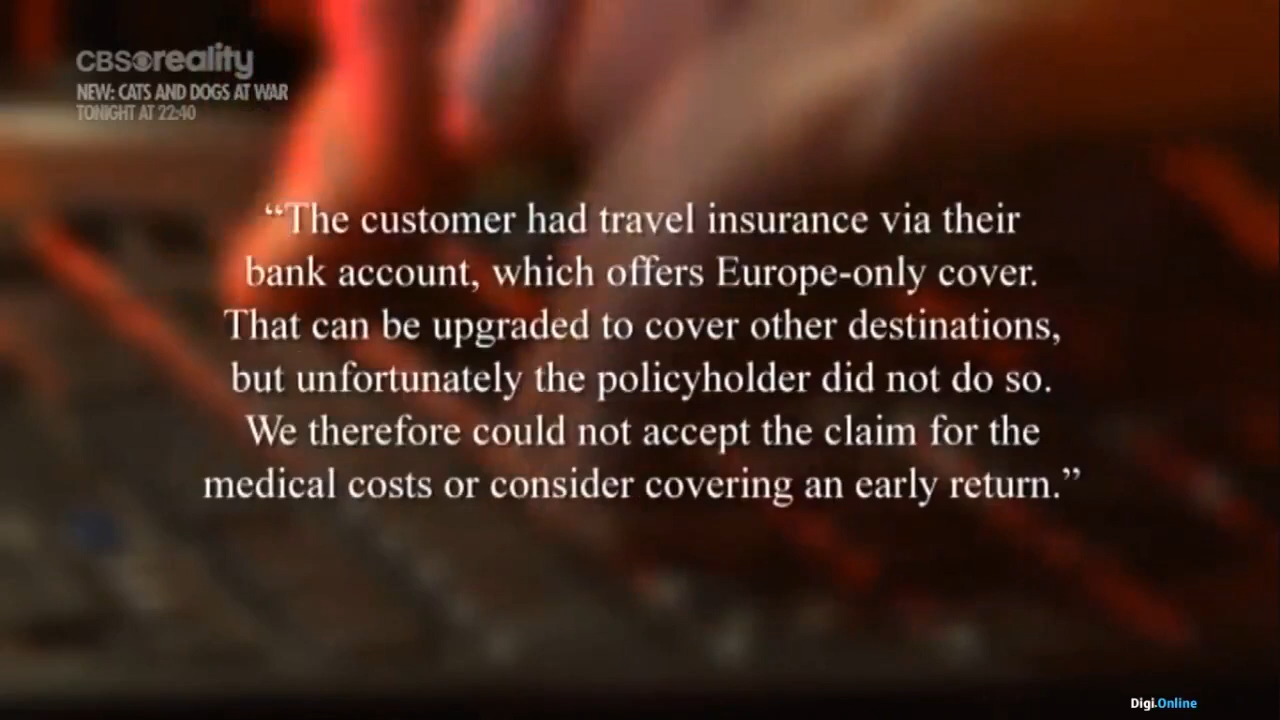 CBS reality
NEW: CATS AND DOGS AT WAR
TONIGHT AT 22:40
“The customer had travel insurance via their
bank account, which offers Europe-only cover.
That can be upgraded to cover other destinations,
but unfortunately the policyholder did not do so.
We therefore could not accept the claim for the
medical costs or consider covering an early return.”
Digi.Online